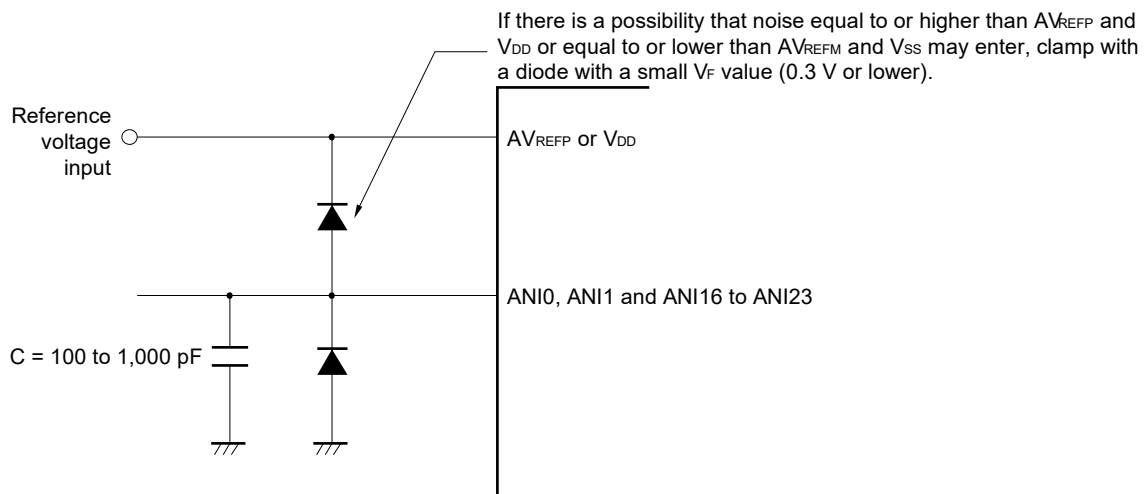 If there is a possibility that noise equal to or higher than AVREFP and
VDD or equal to or lower than AVREFM and VSS may enter, clamp with
a diode with a small VF value (0.3 V or lower).
Reference
voltage
input
AVREFP or VDD
ANI0, ANI1 and ANI16 to ANI23
C = 100 to 1,000 pF